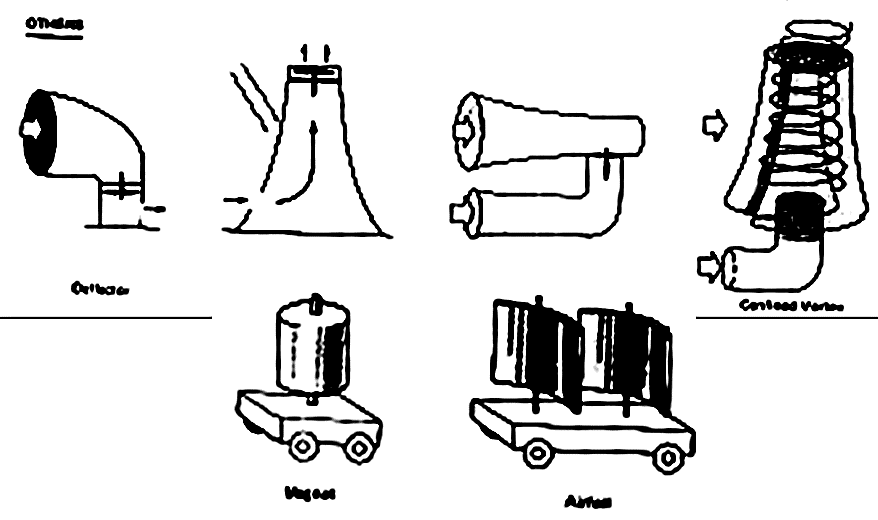 OTHERS
Deflector
Confined Vortex
Magnus
Airfoil